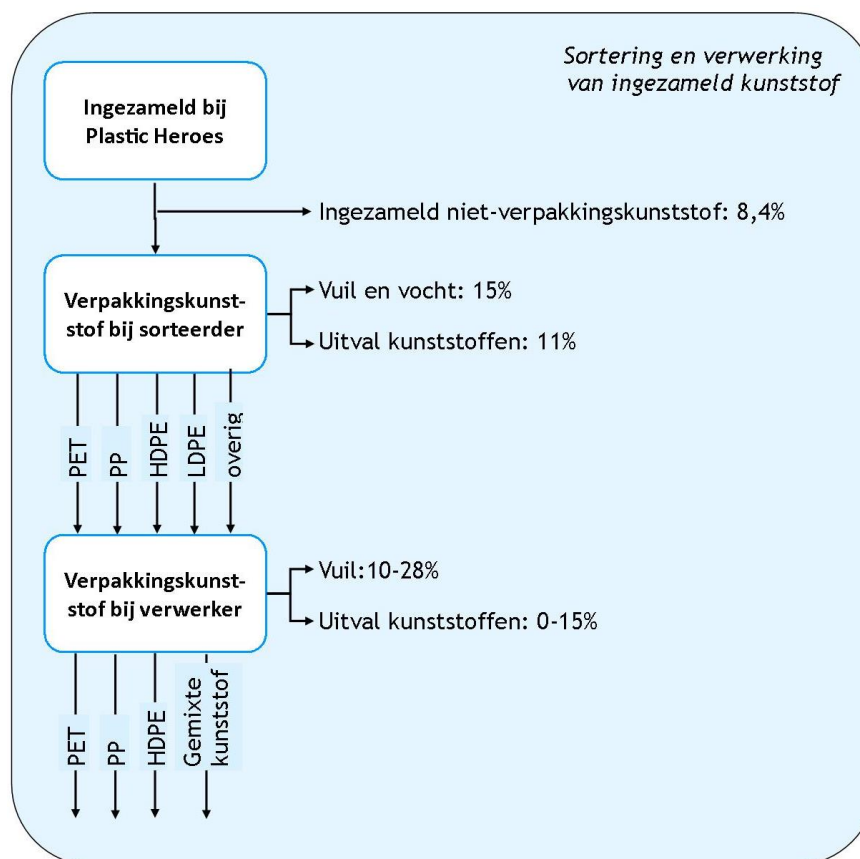 Sortering en verwerking
van ingezameld kunststof
Ingezameld bij
Plastic Heroes
Ingezameld niet-verpakkingskunststof: 8,4%
Verpakkingskunst-
stof bij sorteerder
Vuil en vocht: 15%
Uitval kunststoffen: 11%
PET
PP
HDPE
LDPE
overig
Verpakkingskunst-
stof bij verwerker
Vuil:10-28%
Uitval kunststoffen: 0-15%
PET
PP
HDPE
Gemixte
kunststof